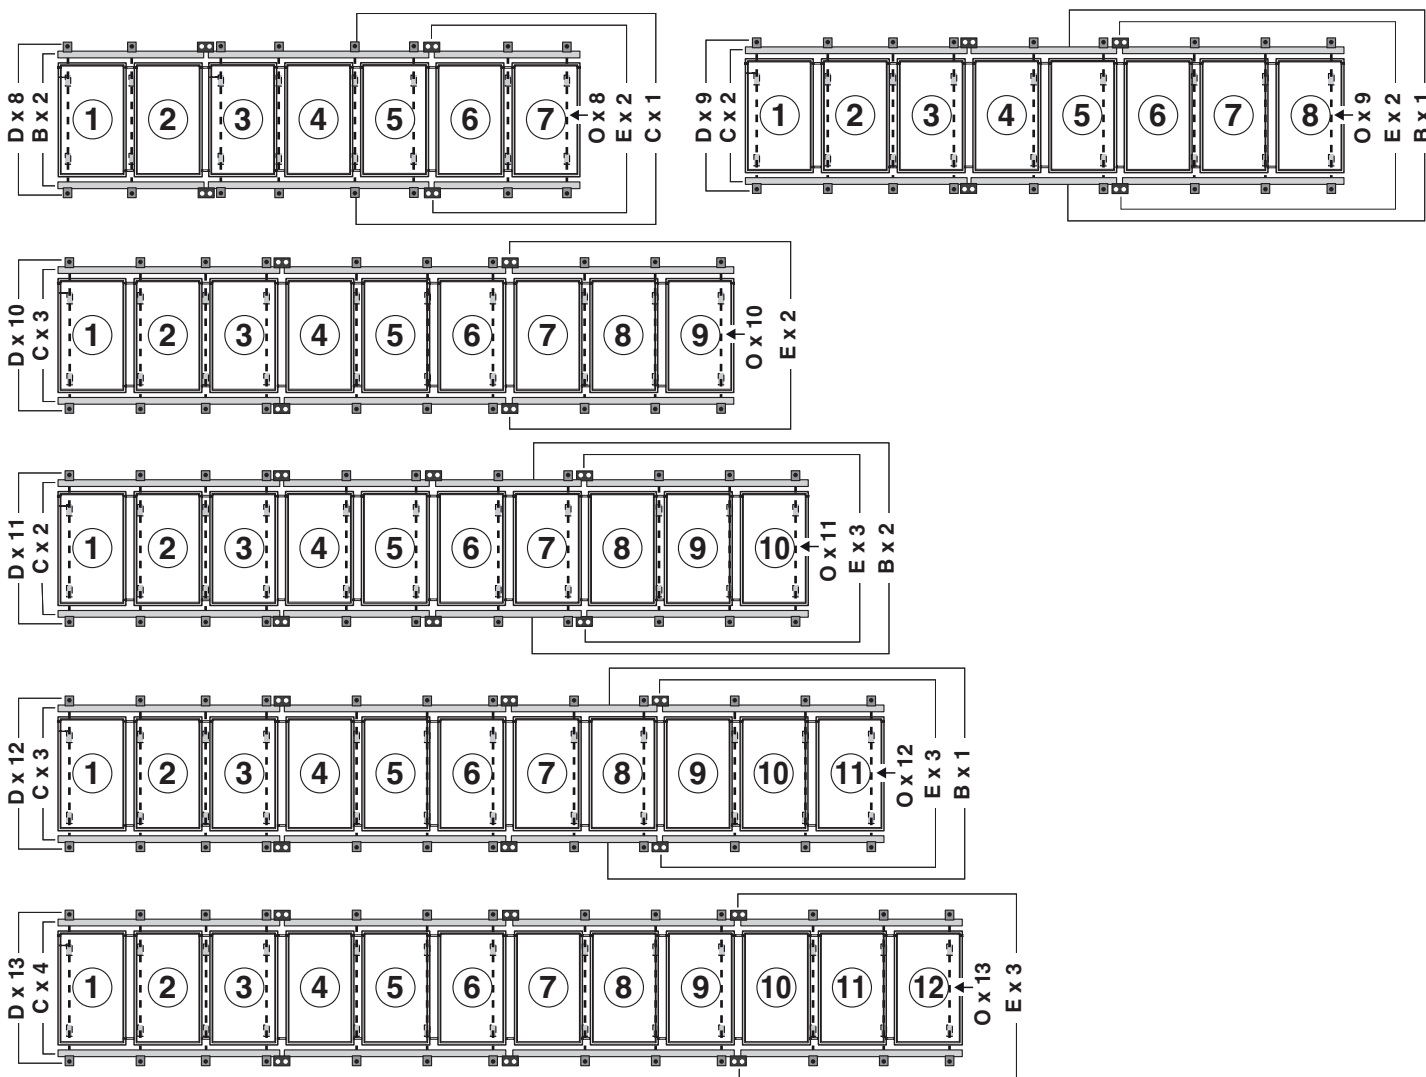 D x 8
B x 2
1 2 3 4 5 6 7
O x 8
E x 2
C x 1
D x 9
C x 2
1 2 3 4 5 6 7 8
O x 9
E x 2
B x 1
D x 10
C x 3
1 2 3 4 5 6 7 8 9
O x 10
E x 2
D x 11
C x 2
1 2 3 4 5 6 7 8 9 10
O x 11
E x 3
B x 2
D x 12
C x 3
1 2 3 4 5 6 7 8 9 10 11
O x 12
E x 3
B x 1
D x 13
C x 4
1 2 3 4 5 6 7 8 9 10 11 12
O x 13
E x 3